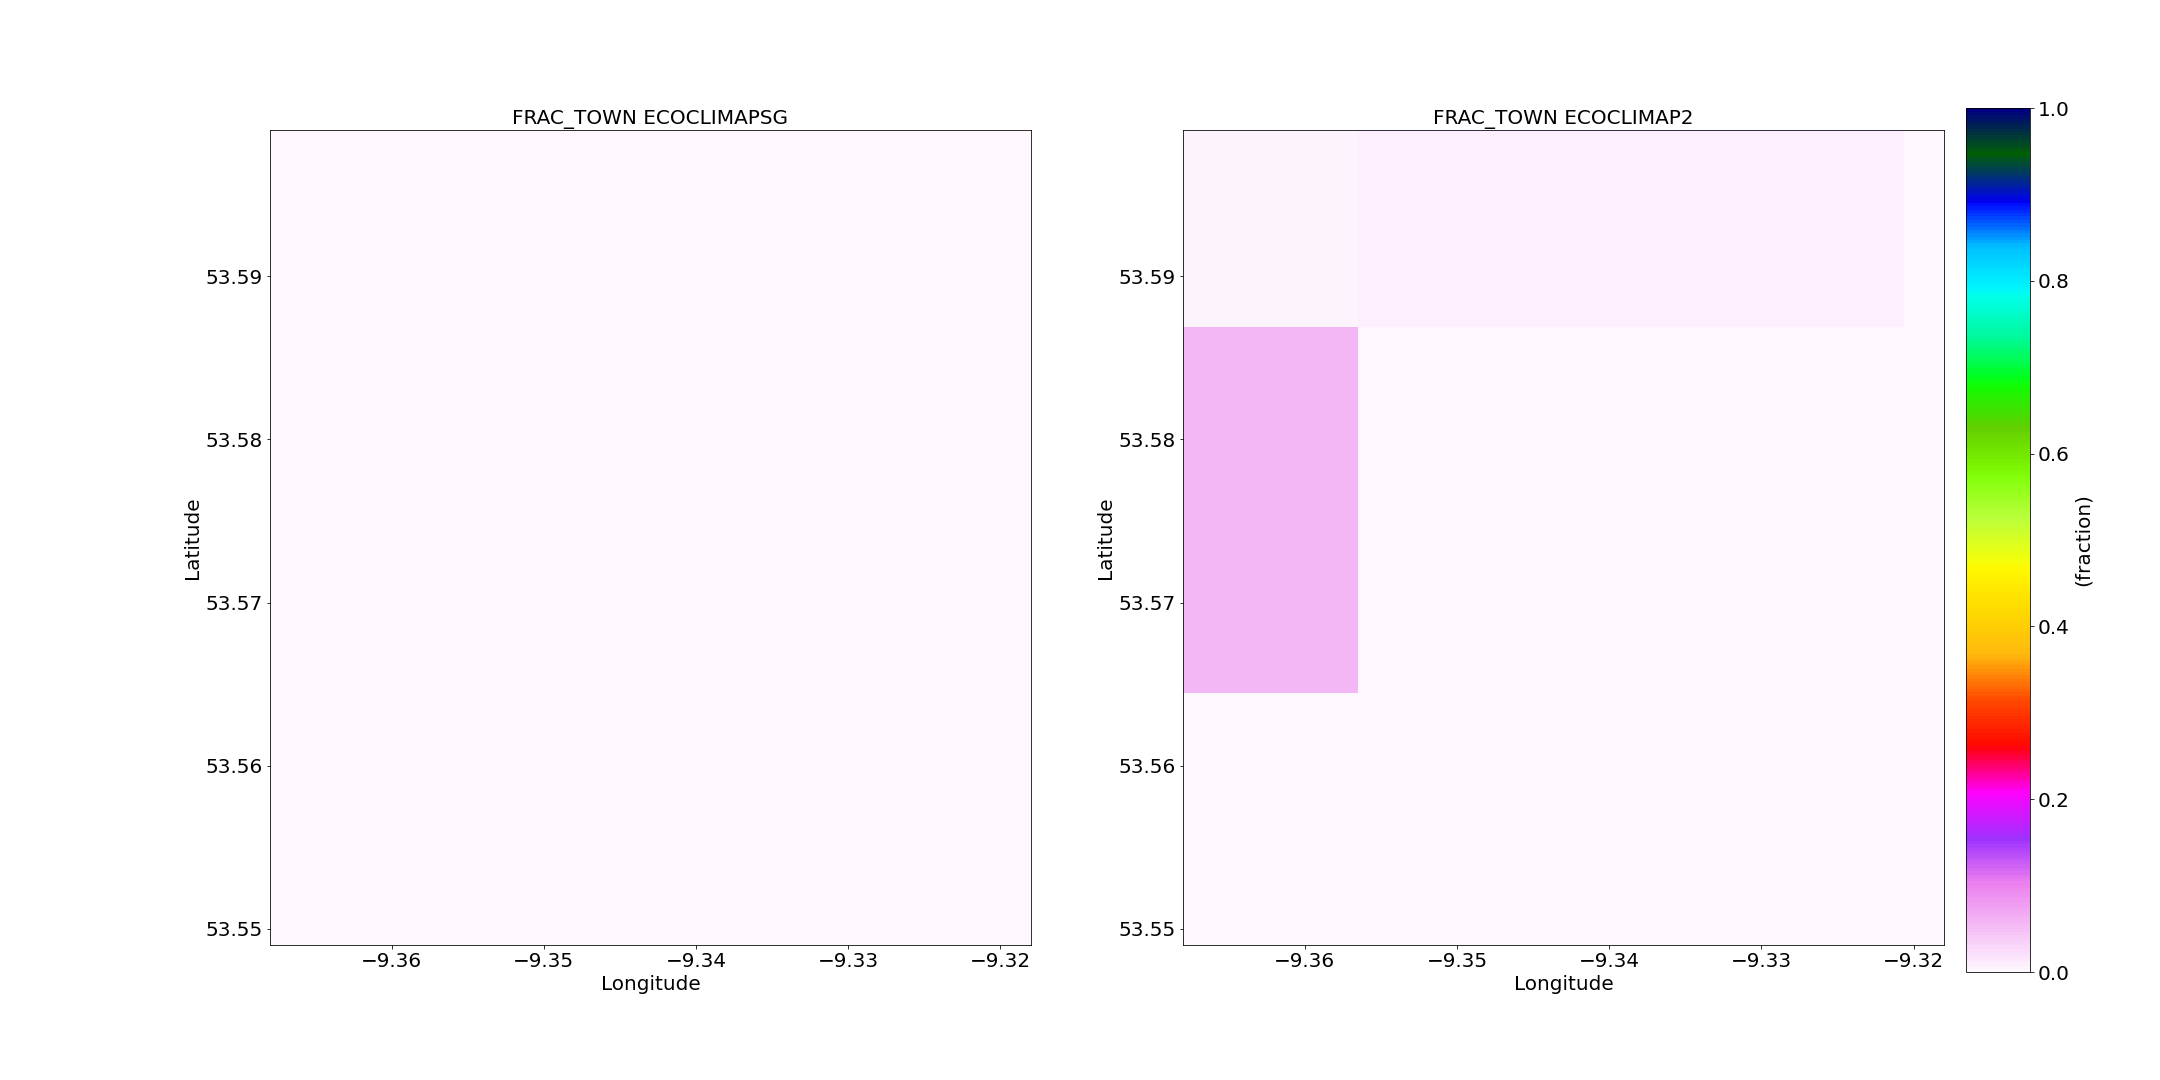 FRAC_TOWN ECOCLIMAPSG
53.59
53.58
53.57
53.56
53.55
Latitude
−9.36 −9.35 −9.34 −9.33 −9.32
Longitude
FRAC_TOWN ECOCLIMAP2
53.59
53.58
53.57
53.56
53.55
Latitude
−9.36 −9.35 −9.34 −9.33 −9.32
Longitude
1.0
0.8
0.6
0.4
0.2
0.0
(fraction)